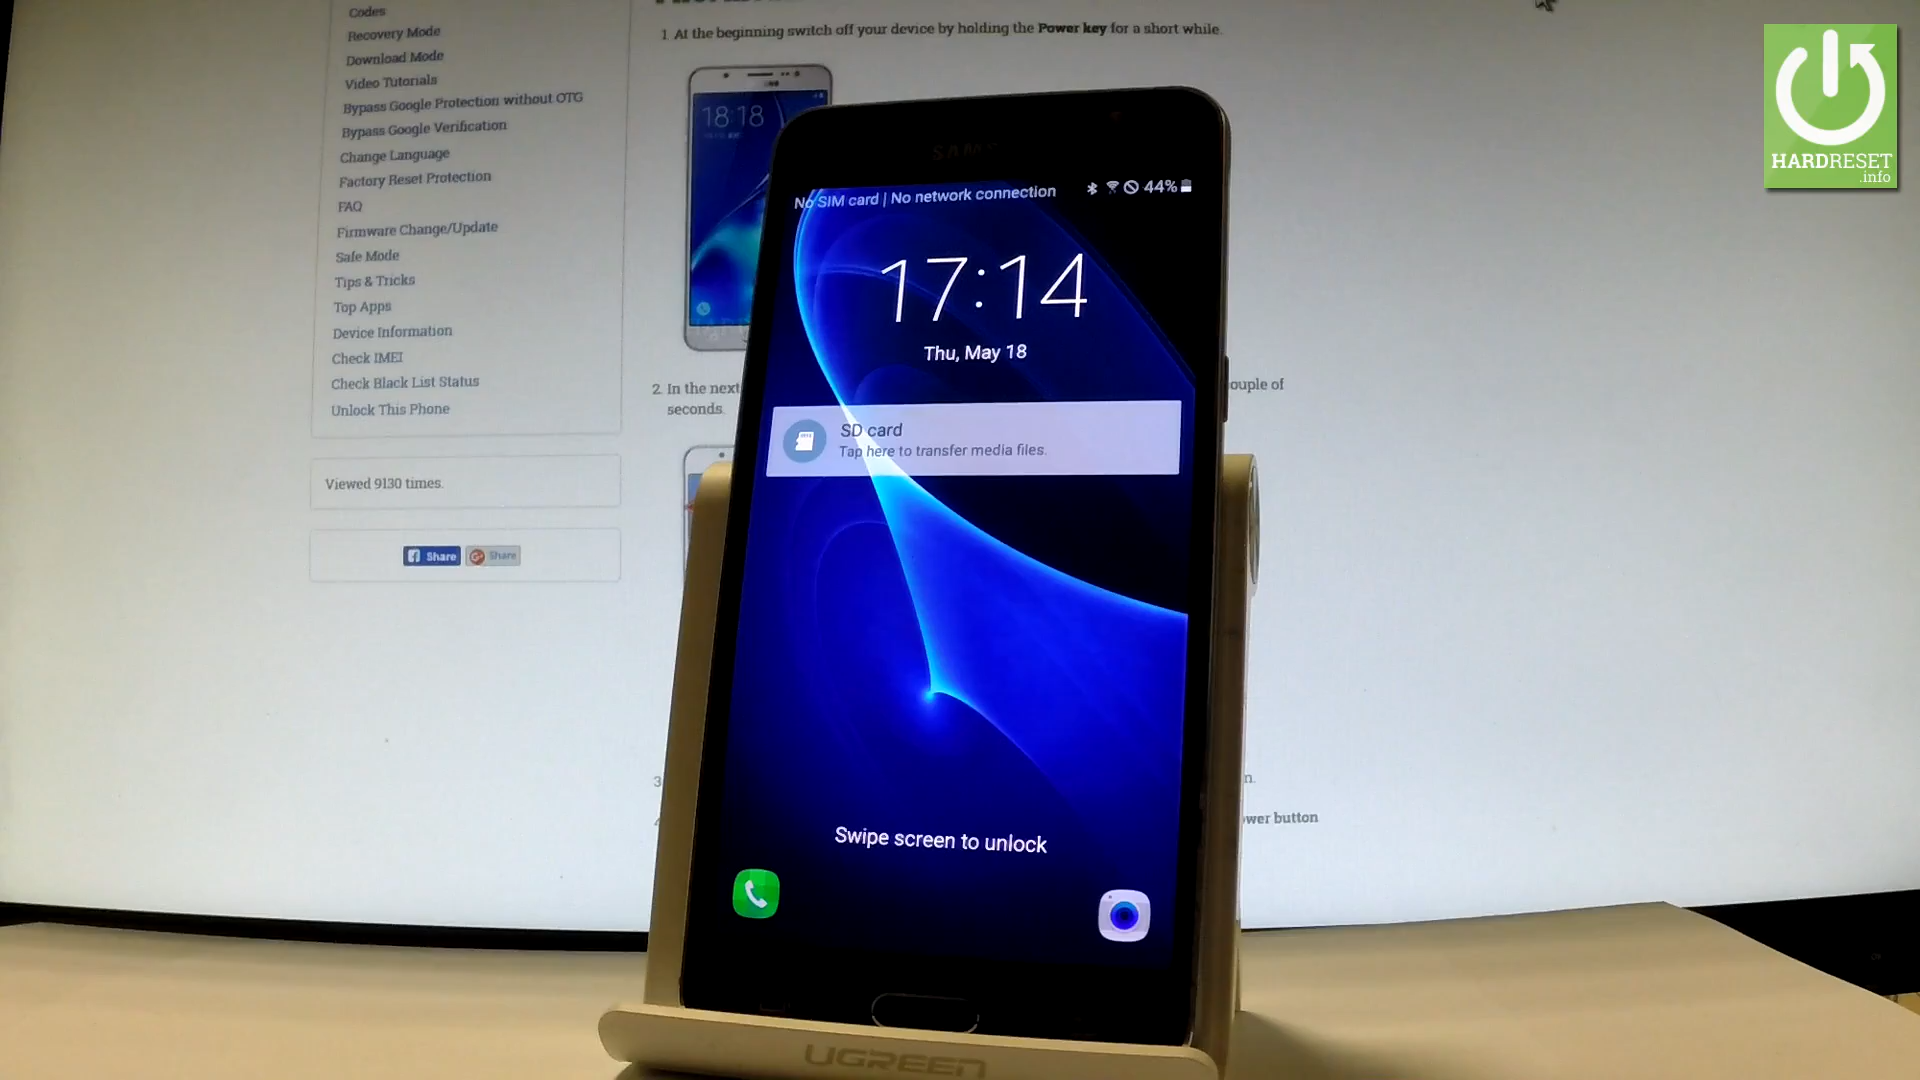 Codes
Recovery Mode
Download Mode
Video Tutorials
Bypass Google Protection without OTG
Bypass Google Verification
Change Language
Factory Reset Protection
FAQ
Firmware Change/Update
Safe Mode
Tips & Tricks
Top Apps
Device Information
Check IMEI
Check Black List Status
Unlock This Phone
Viewed 9130 times.
Share
Share
1. At the beginning switch off your device by holding the Power key for a short while.
18:18
2. In the next
ouple of
seconds.
3
n.
wer button
SAMS
No SIM card | No network connection
44%
17:14
Thu, May 18
SD card
Tap here to transfer media files.
Swipe screen to unlock
UGREEN
HARDRESET
.info